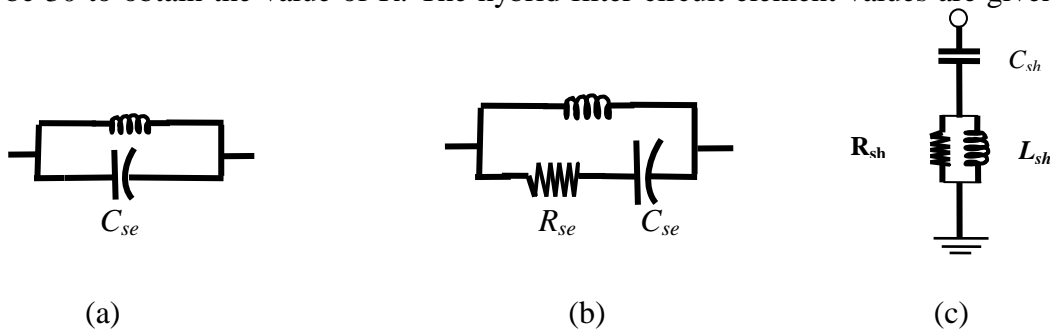 be 30 to obtain the value of R. The hybrid filter circuit element values are given
C_sh
R_sh L_sh
C_se
R_se C_se
(a) (b) (c)